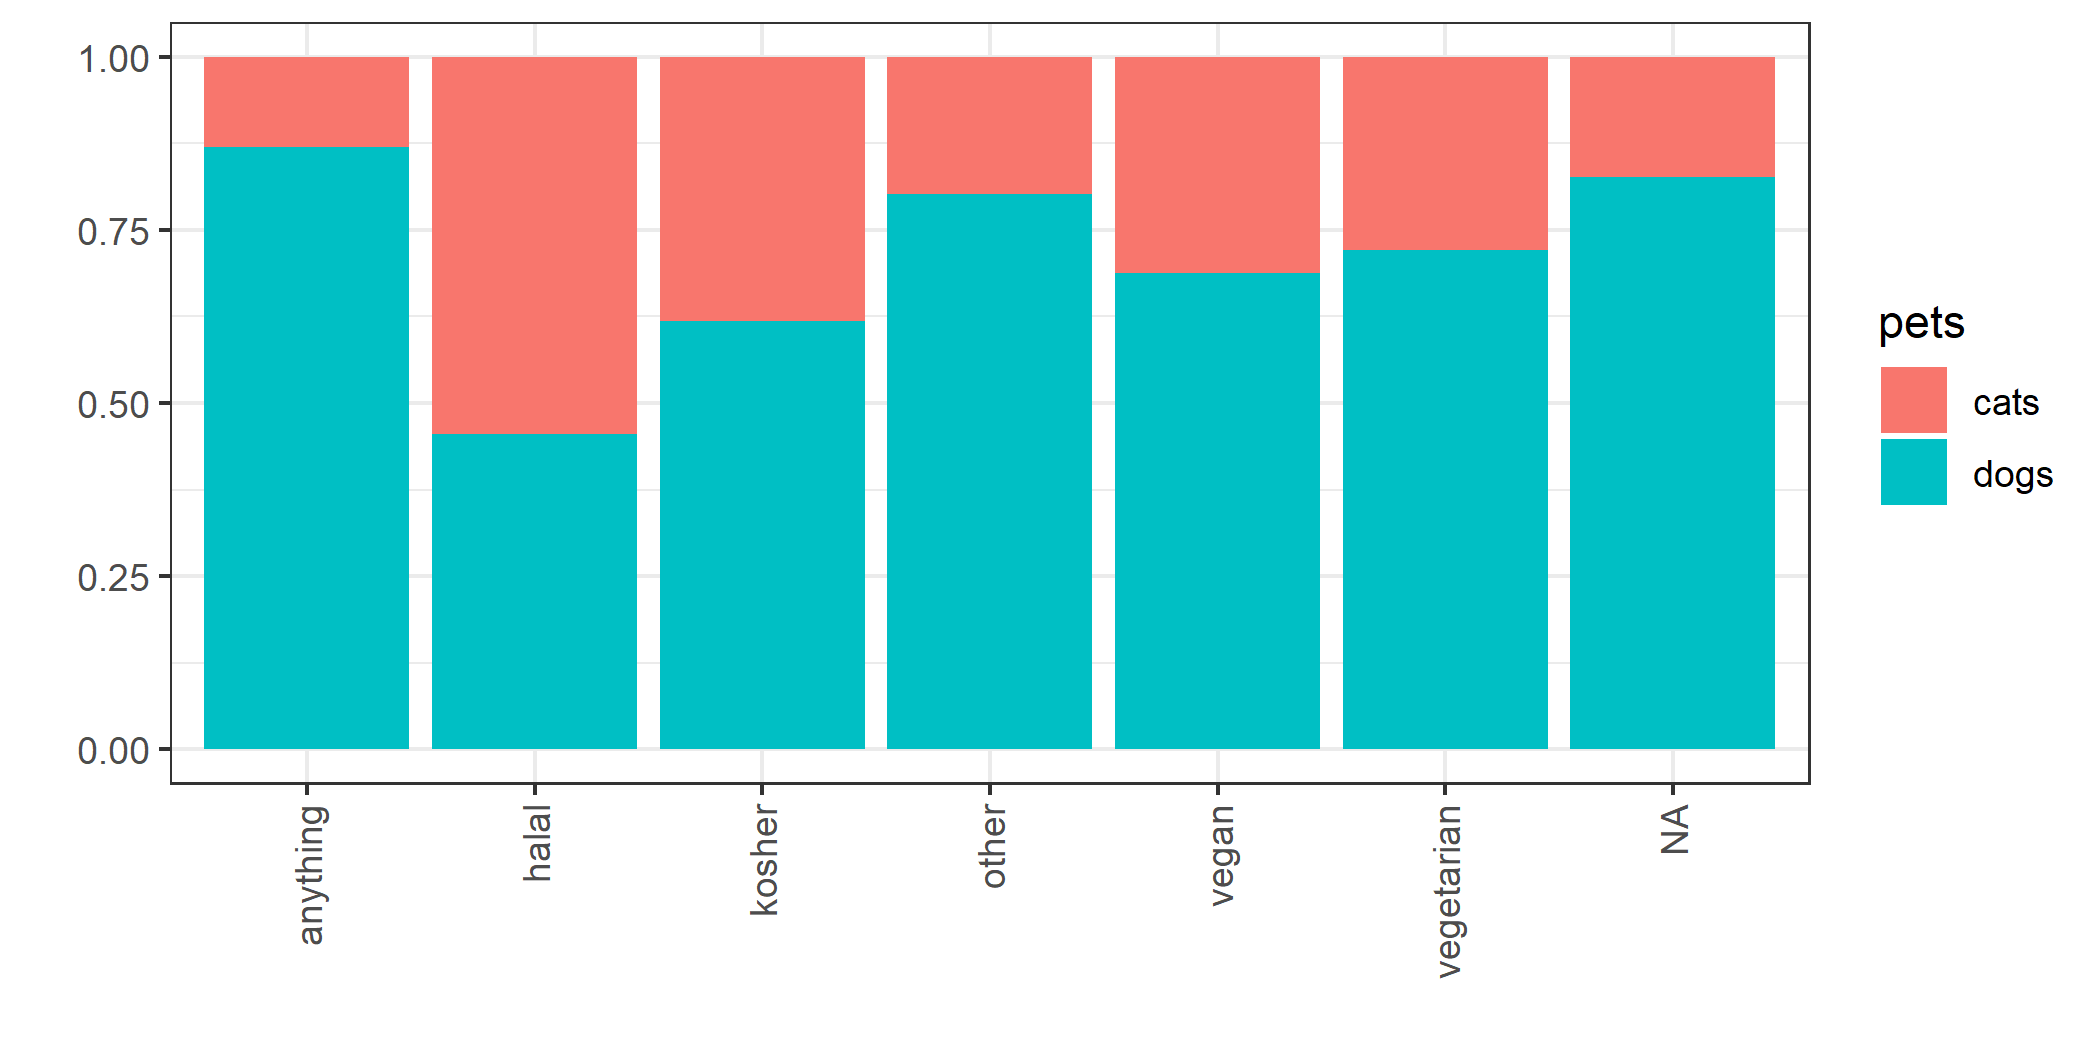 1.00
0.75
0.50
0.25
0.00
anything
halal
kosher
other
vegan
vegetarian
NA
pets
cats
dogs